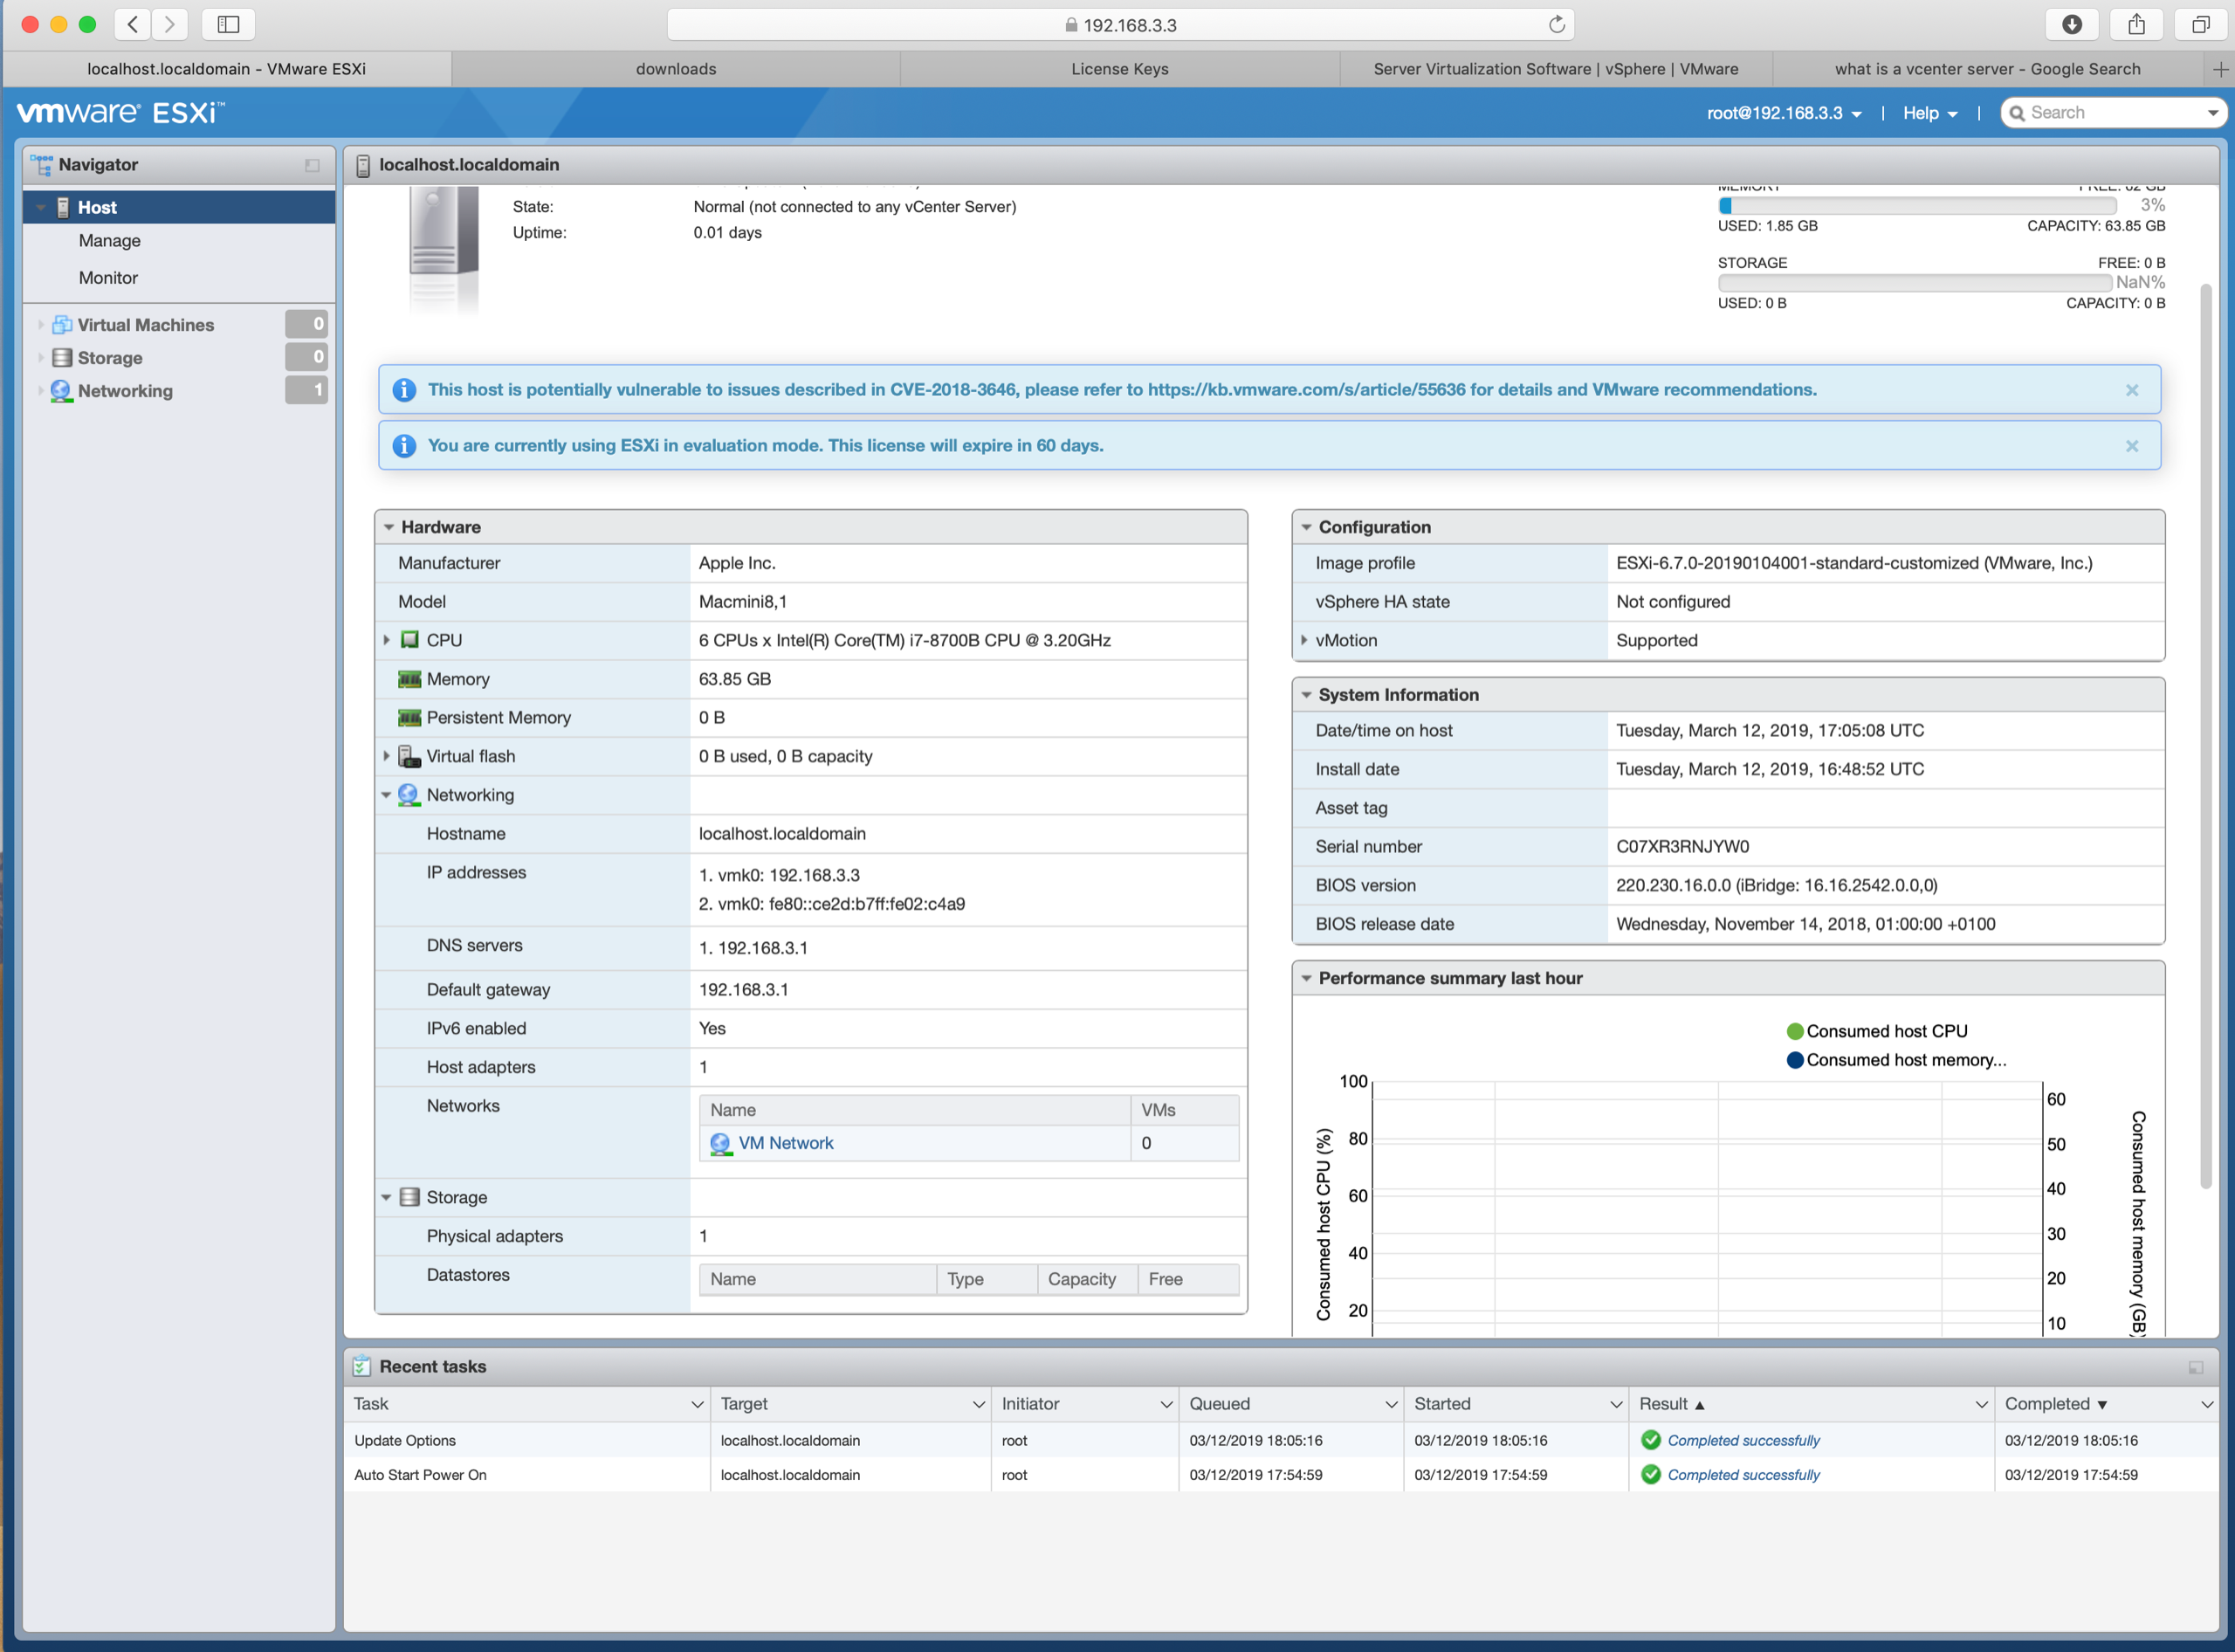 192.168.3.3
localhost.localdomain - VMware ESXi
downloads
License Keys
Server Virtualization Software | vSphere | VMware
what is a vcenter server - Google Search
vmware ESXi™
root@192.168.3.3 | Help | Search
Navigator
Host
Manage
Monitor
Virtual Machines 0
Storage 0
Networking 1
localhost.localdomain
State: Normal (not connected to any vCenter Server)
Uptime: 0.01 days
MEMORY FREE: 62 GB
3%
USED: 1.85 GB CAPACITY: 63.85 GB
STORAGE FREE: 0 B
NaN%
USED: 0 B CAPACITY: 0 B
This host is potentially vulnerable to issues described in CVE-2018-3646, please refer to https://kb.vmware.com/s/article/55636 for details and VMware recommendations.
You are currently using ESXi in evaluation mode. This license will expire in 60 days.
Hardware
Manufacturer Apple Inc.
Model Macmini8,1
CPU 6 CPUs x Intel(R) Core(TM) i7-8700B CPU @ 3.20GHz
Memory 63.85 GB
Persistent Memory 0 B
Virtual flash 0 B used, 0 B capacity
Networking
Hostname localhost.localdomain
IP addresses 1. vmk0: 192.168.3.3
2. vmk0: fe80::ce2d:b7ff:fe02:c4a9
DNS servers 1. 192.168.3.1
Default gateway 192.168.3.1
IPv6 enabled Yes
Host adapters 1
Networks Name VMs
VM Network 0
Storage
Physical adapters 1
Datastores Name Type Capacity Free
Configuration
Image profile ESXi-6.7.0-20190104001-standard-customized (VMware, Inc.)
vSphere HA state Not configured
vMotion Supported
System Information
Date/time on host Tuesday, March 12, 2019, 17:05:08 UTC
Install date Tuesday, March 12, 2019, 16:48:52 UTC
Asset tag
Serial number C07XR3RNJYW0
BIOS version 220.230.16.0.0 (iBridge: 16.16.2542.0.0,0)
BIOS release date Wednesday, November 14, 2018, 01:00:00 +0100
Performance summary last hour
Consumed host CPU
Consumed host memory...
Consumed host CPU (%)
100
80
60
40
20
60
50
40
30
20
10
Consumed host memory (GB)
Recent tasks
Task Target Initiator Queued Started Result ▲ Completed ▼
Update Options localhost.localdomain root 03/12/2019 18:05:16 03/12/2019 18:05:16 Completed successfully 03/12/2019 18:05:16
Auto Start Power On localhost.localdomain root 03/12/2019 17:54:59 03/12/2019 17:54:59 Completed successfully 03/12/2019 17:54:59